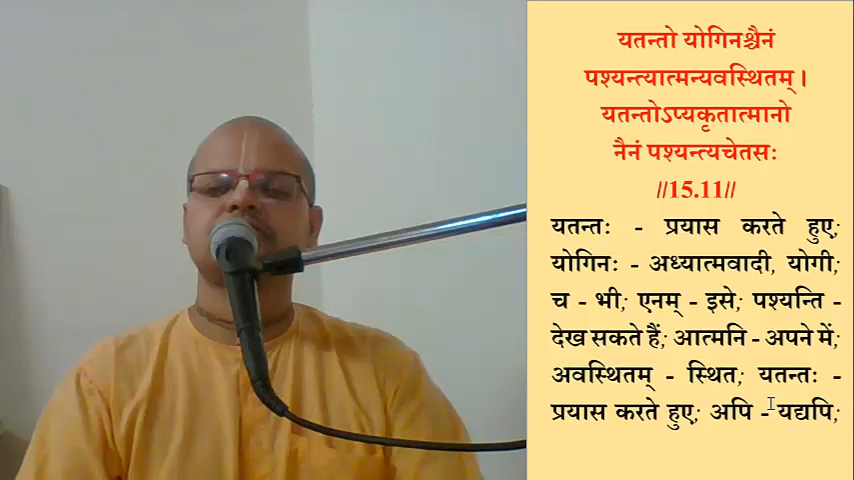 यतन्तो योगिनश्चैनं
पश्यन्त्यात्मन्यवस्थितम् ।
यतन्तोऽप्यकृतात्मानो
नैनं पश्यन्त्यचेतसः
//15.11//
यतन्तः - प्रयास करते हुए;
योगिनः - अध्यात्मवादी, योगी;
च - भी; एनम् - इसे; पश्यन्ति -
देख सकते हैं; आत्मनि - अपने में;
अवस्थितम् - स्थित; यतन्तः -
प्रयास करते हुए; अपि - यद्यपि;